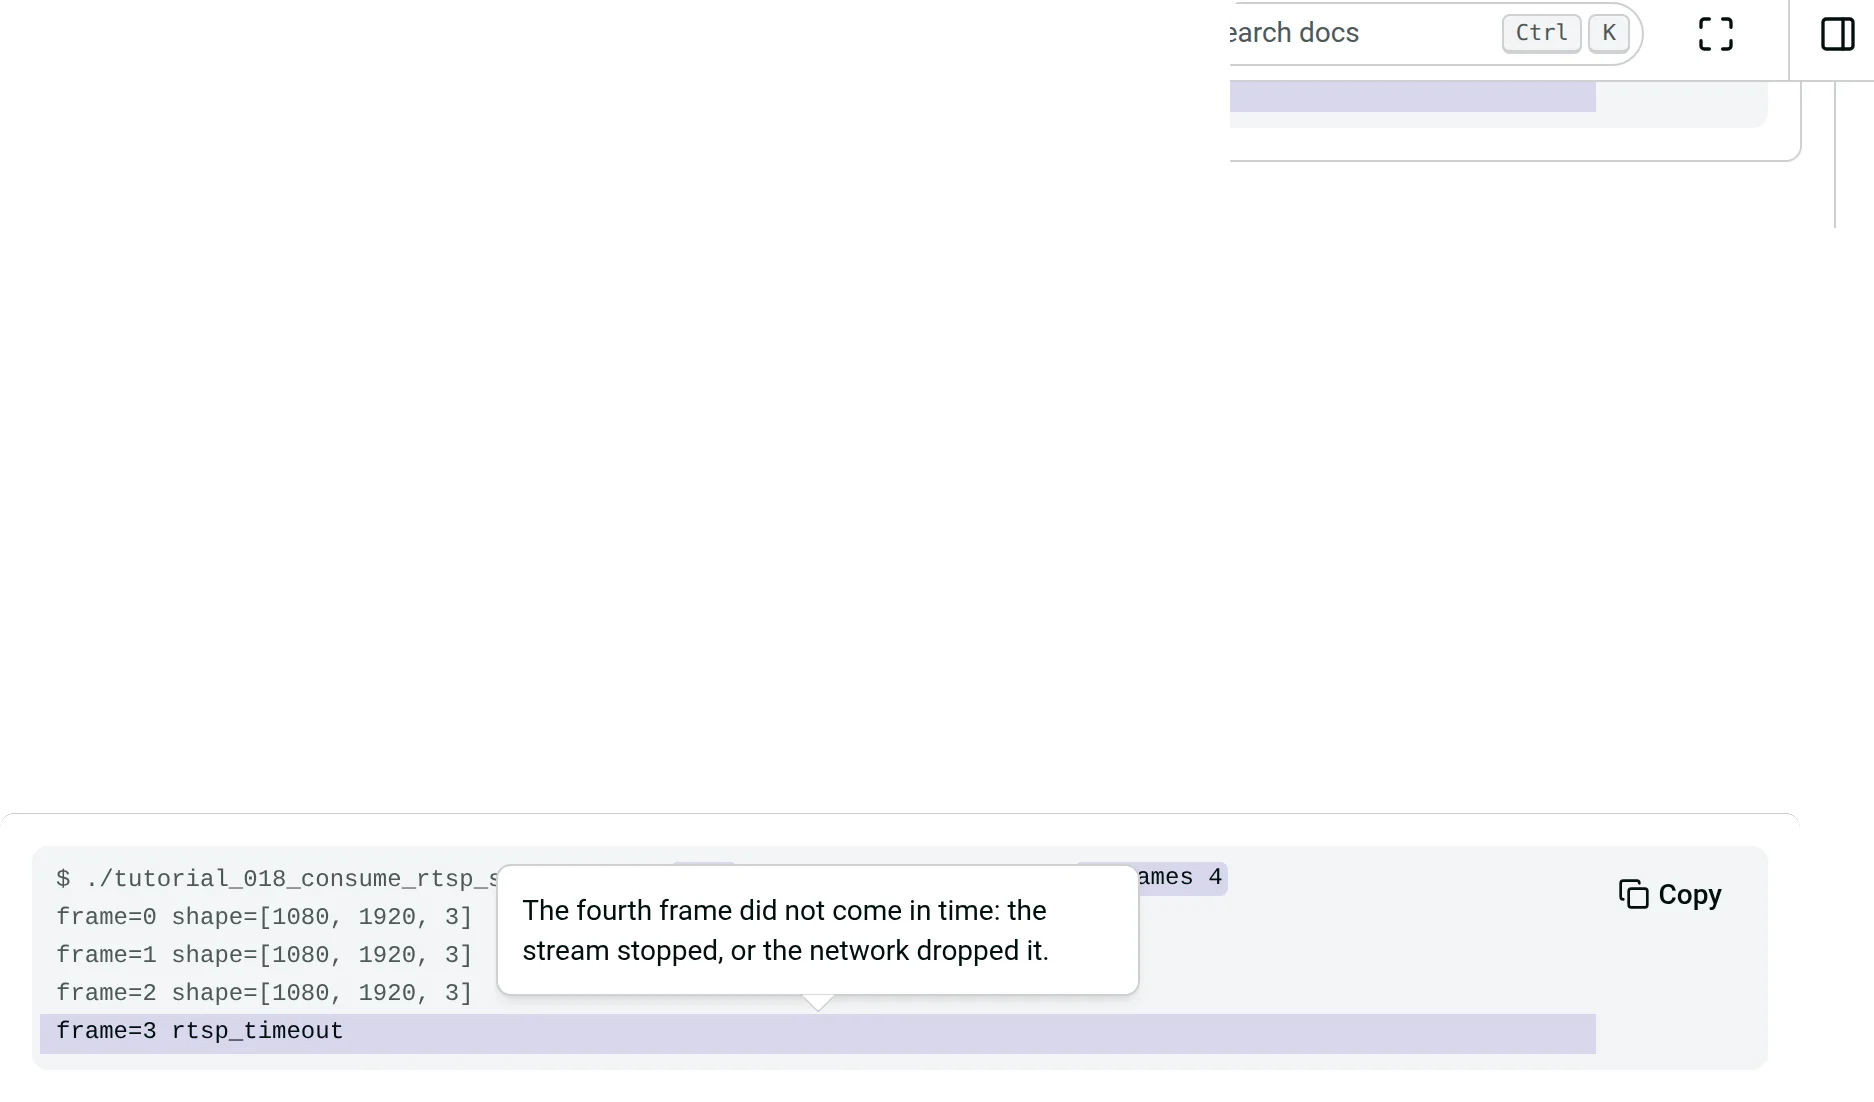 earch docs Ctrl K
$ ./tutorial_018_consume_rtsp_s
ames 4
Copy
The fourth frame did not come in time: the
stream stopped, or the network dropped it.
frame=0 shape=[1080, 1920, 3]
frame=1 shape=[1080, 1920, 3]
frame=2 shape=[1080, 1920, 3]
frame=3 rtsp_timeout